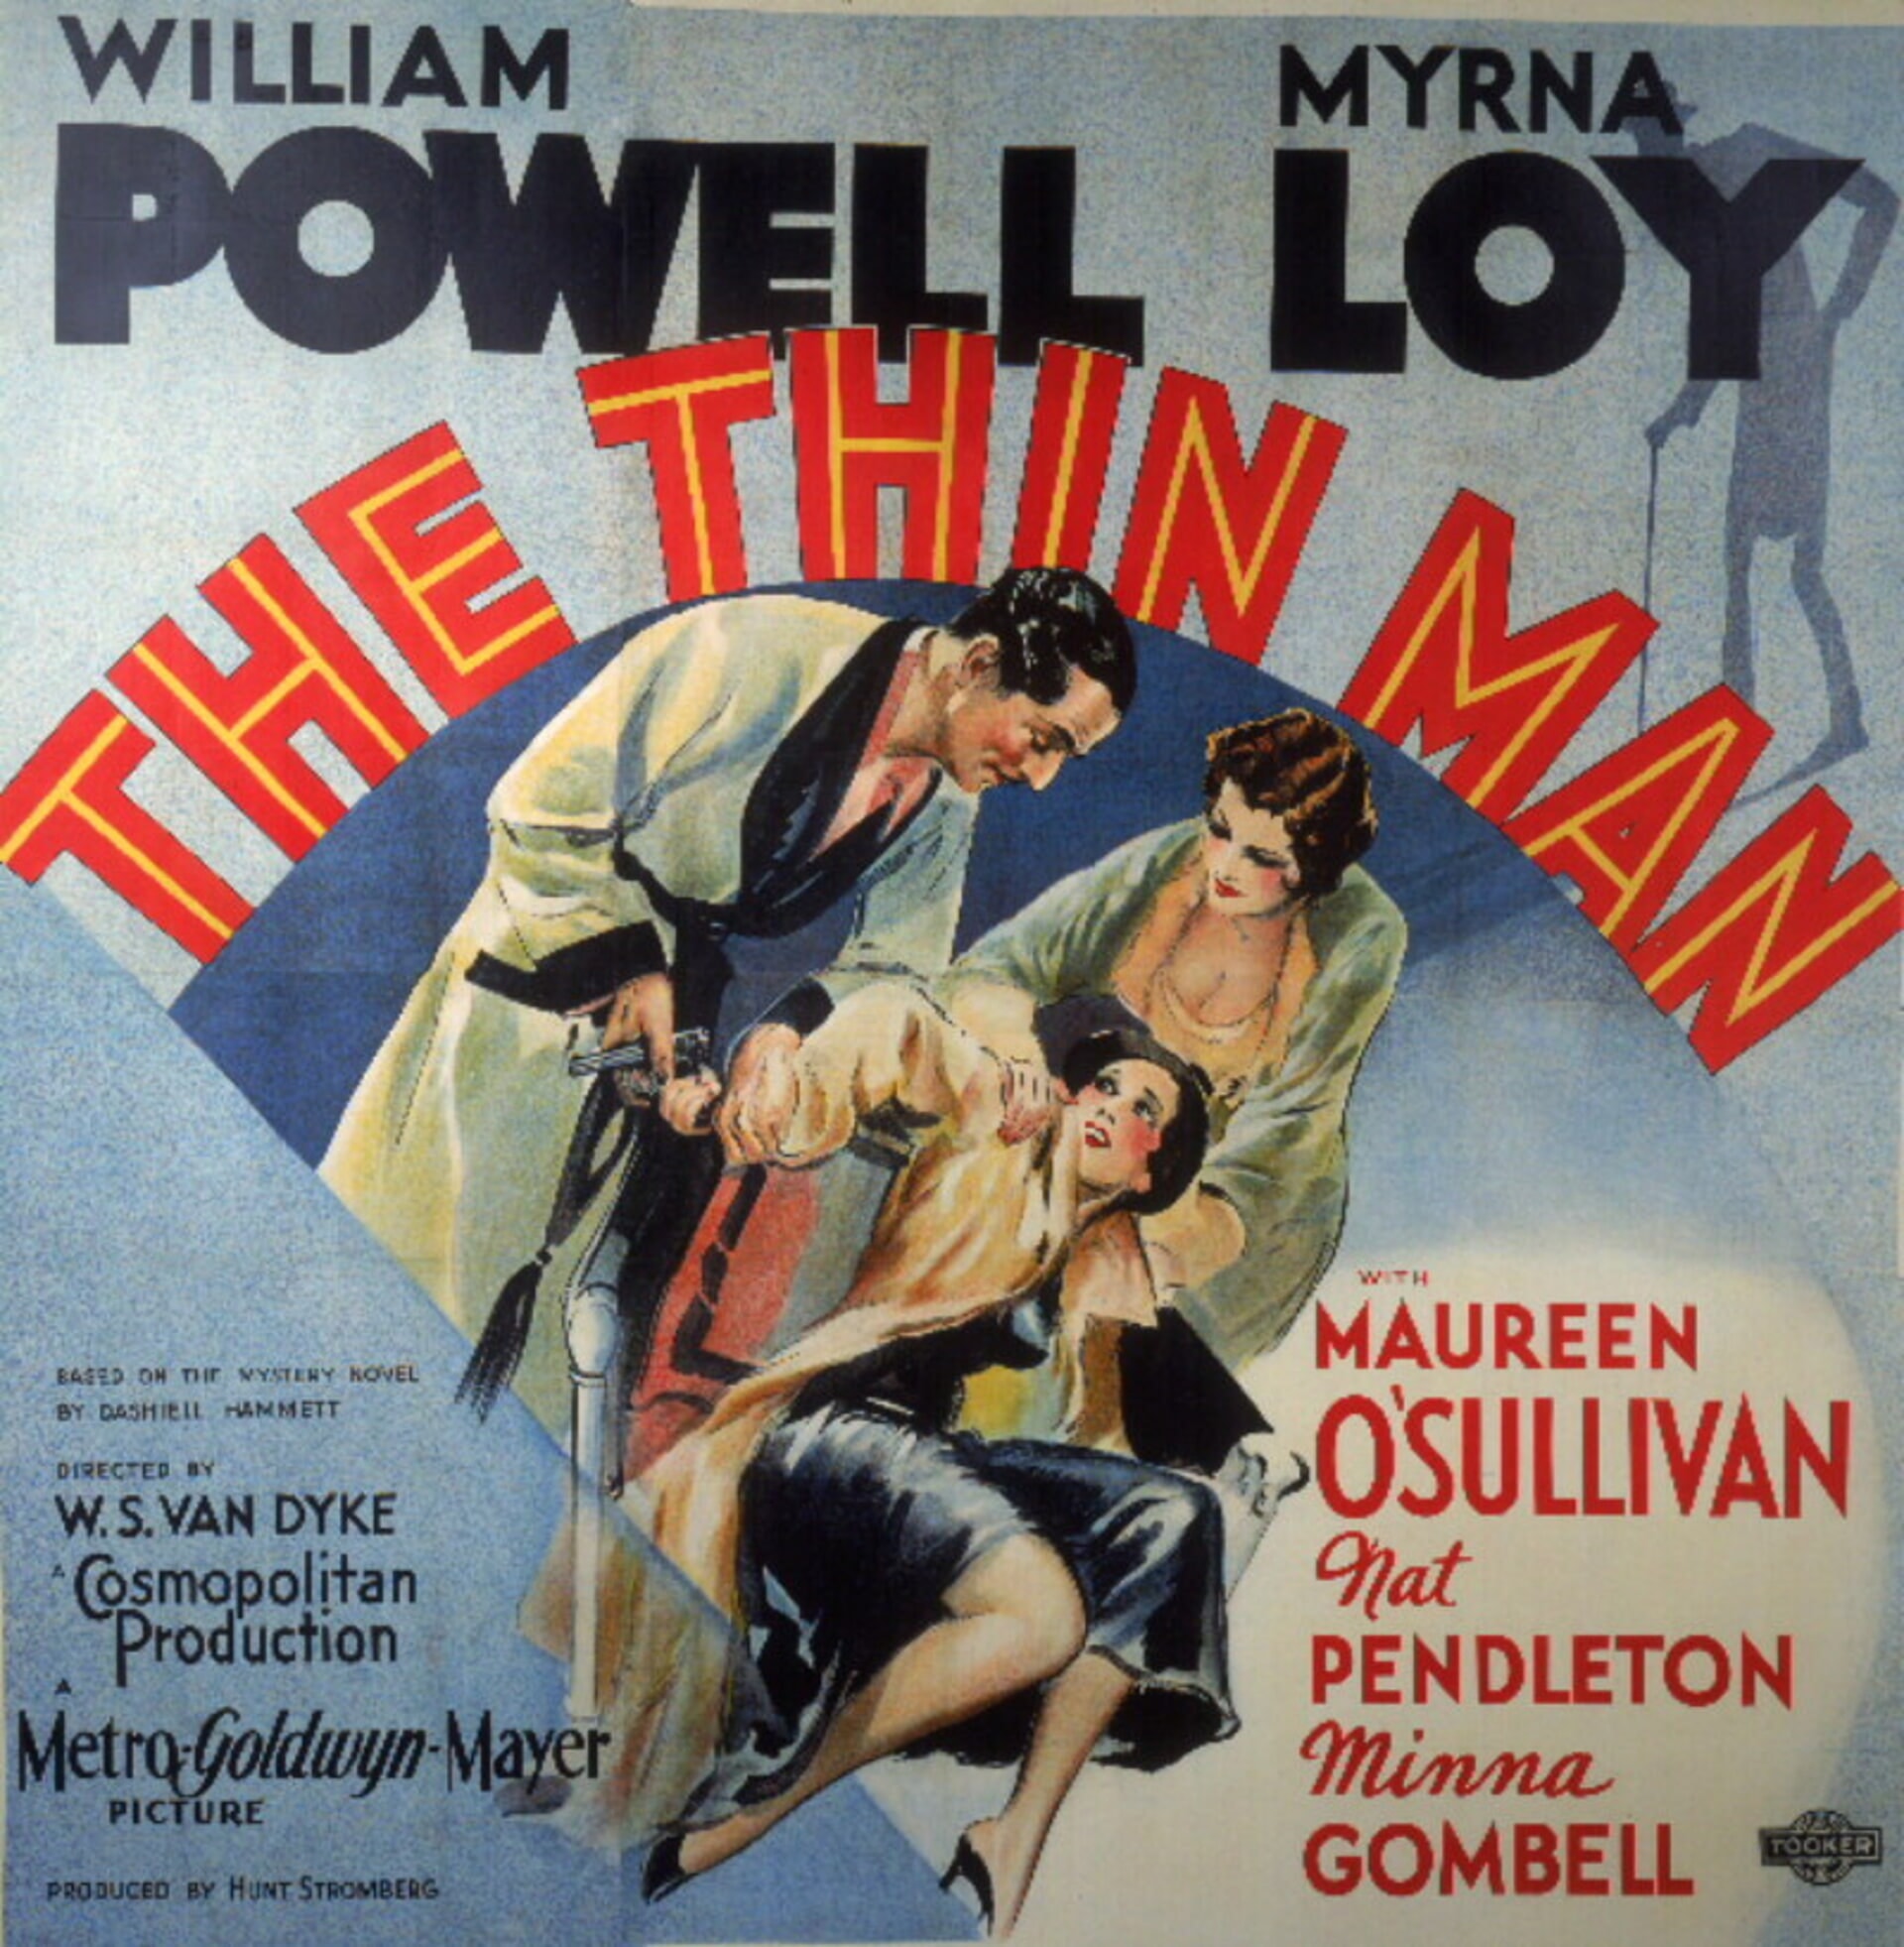 WILLIAM
POWELL
MYRNA
LOY
THE THIN MAN
WITH
MAUREEN
O'SULLIVAN
Nat
PENDLETON
Minna
GOMBELL
BASED ON THE MYSTERY NOVEL
BY DASHIELL HAMMETT
DIRECTED BY
W. S. VAN DYKE
A Cosmopolitan
Production
A
Metro-Goldwyn-Mayer
PICTURE
PRODUCED BY HUNT STROMBERG
TOOKER